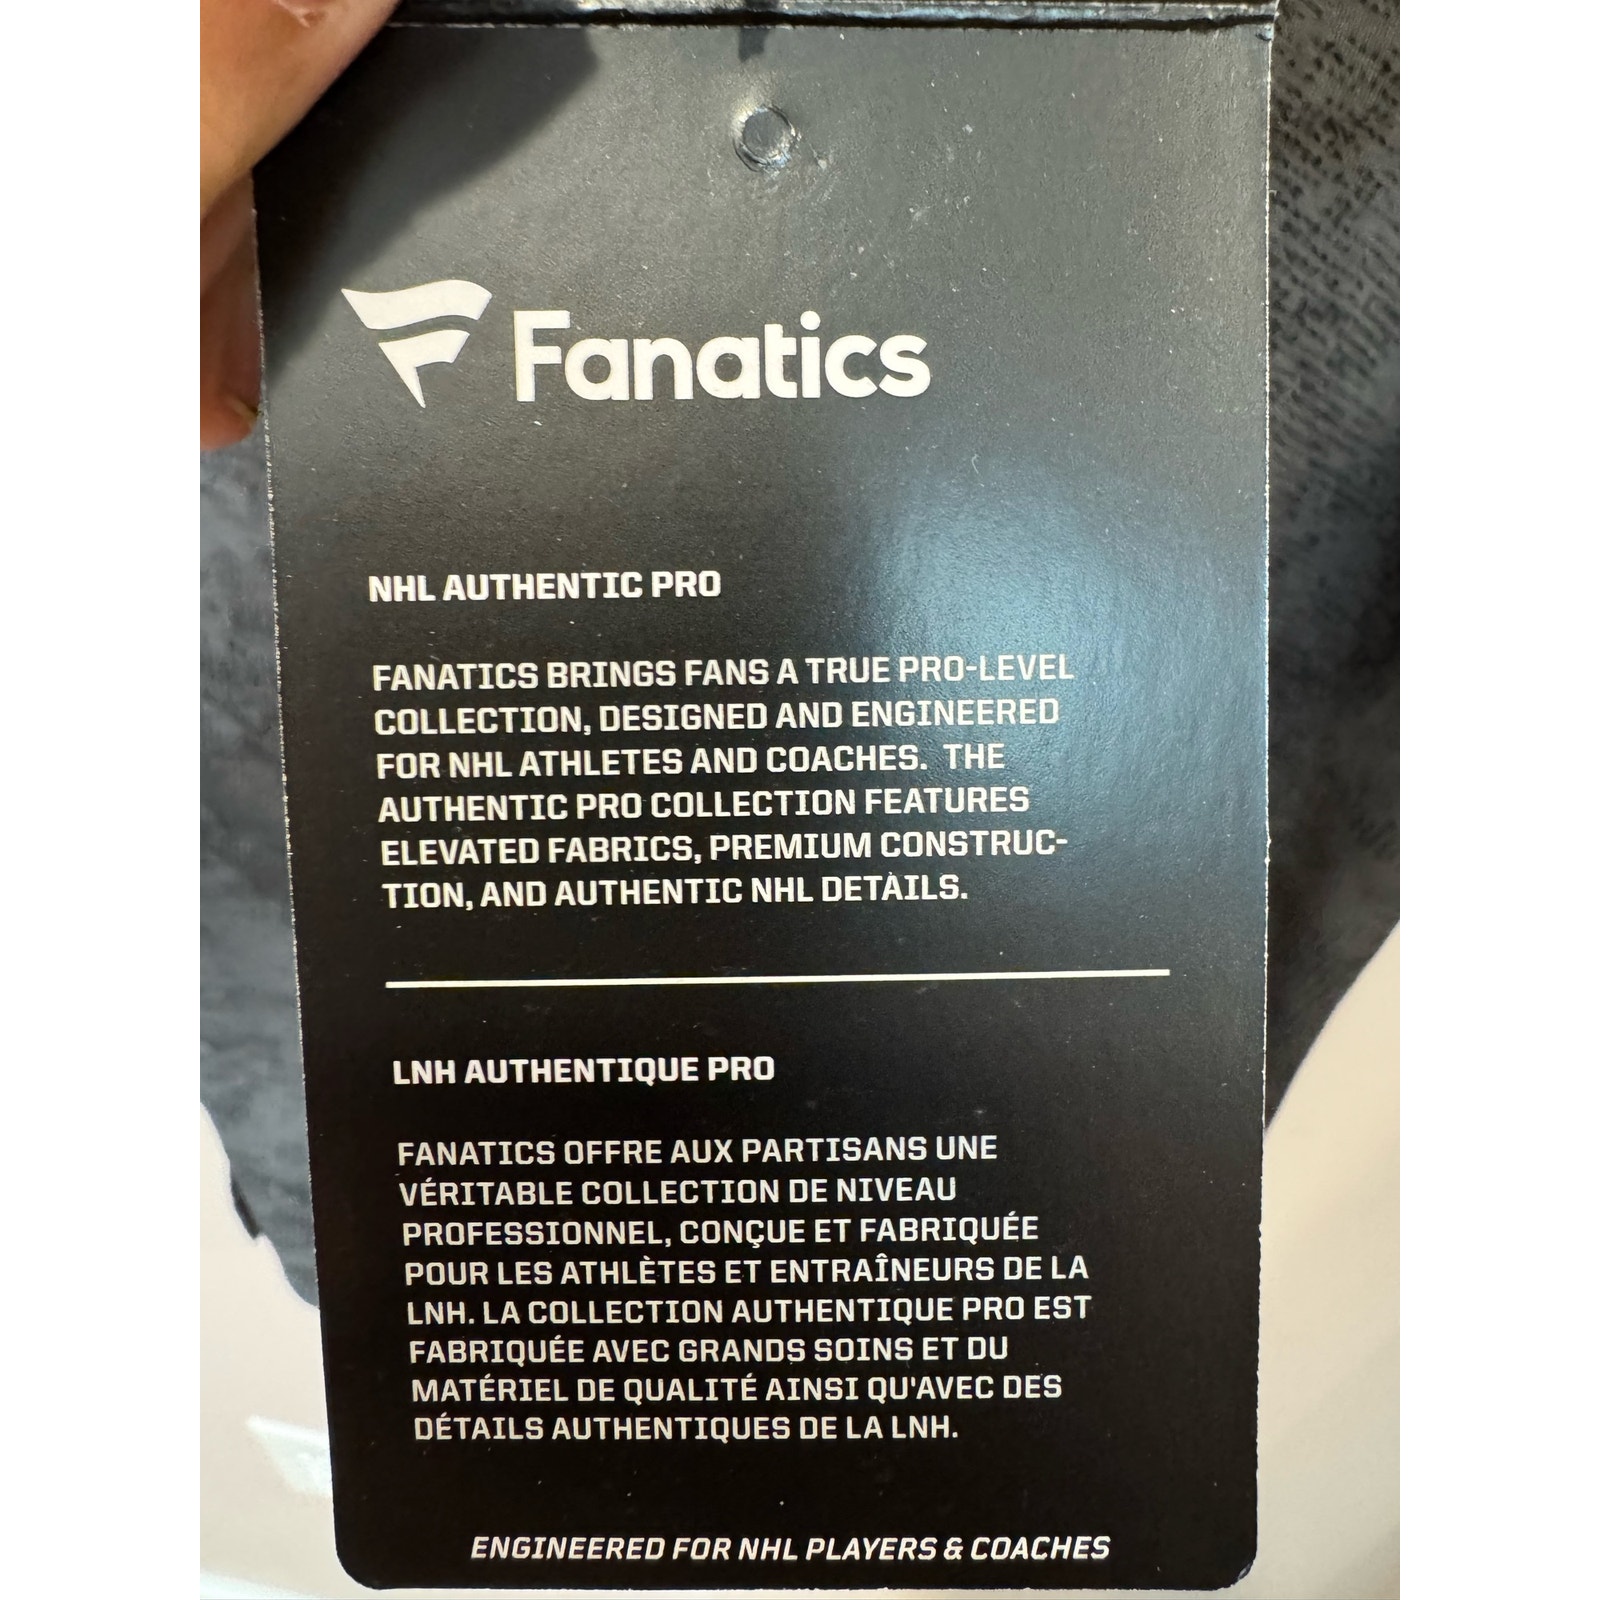 Fanatics
NHL AUTHENTIC PRO
FANATICS BRINGS FANS A TRUE PRO-LEVEL
COLLECTION, DESIGNED AND ENGINEERED
FOR NHL ATHLETES AND COACHES. THE
AUTHENTIC PRO COLLECTION FEATURES
ELEVATED FABRICS, PREMIUM CONSTRUC-
TION, AND AUTHENTIC NHL DETAILS.
LNH AUTHENTIQUE PRO
FANATICS OFFRE AUX PARTISANS UNE
VÉRITABLE COLLECTION DE NIVEAU
PROFESSIONNEL, CONÇUE ET FABRIQUÉE
POUR LES ATHLÈTES ET ENTRAÎNEURS DE LA
LNH. LA COLLECTION AUTHENTIQUE PRO EST
FABRIQUÉE AVEC GRANDS SOINS ET DU
MATÉRIEL DE QUALITÉ AINSI QU'AVEC DES
DÉTAILS AUTHENTIQUES DE LA LNH.
ENGINEERED FOR NHL PLAYERS & COACHES